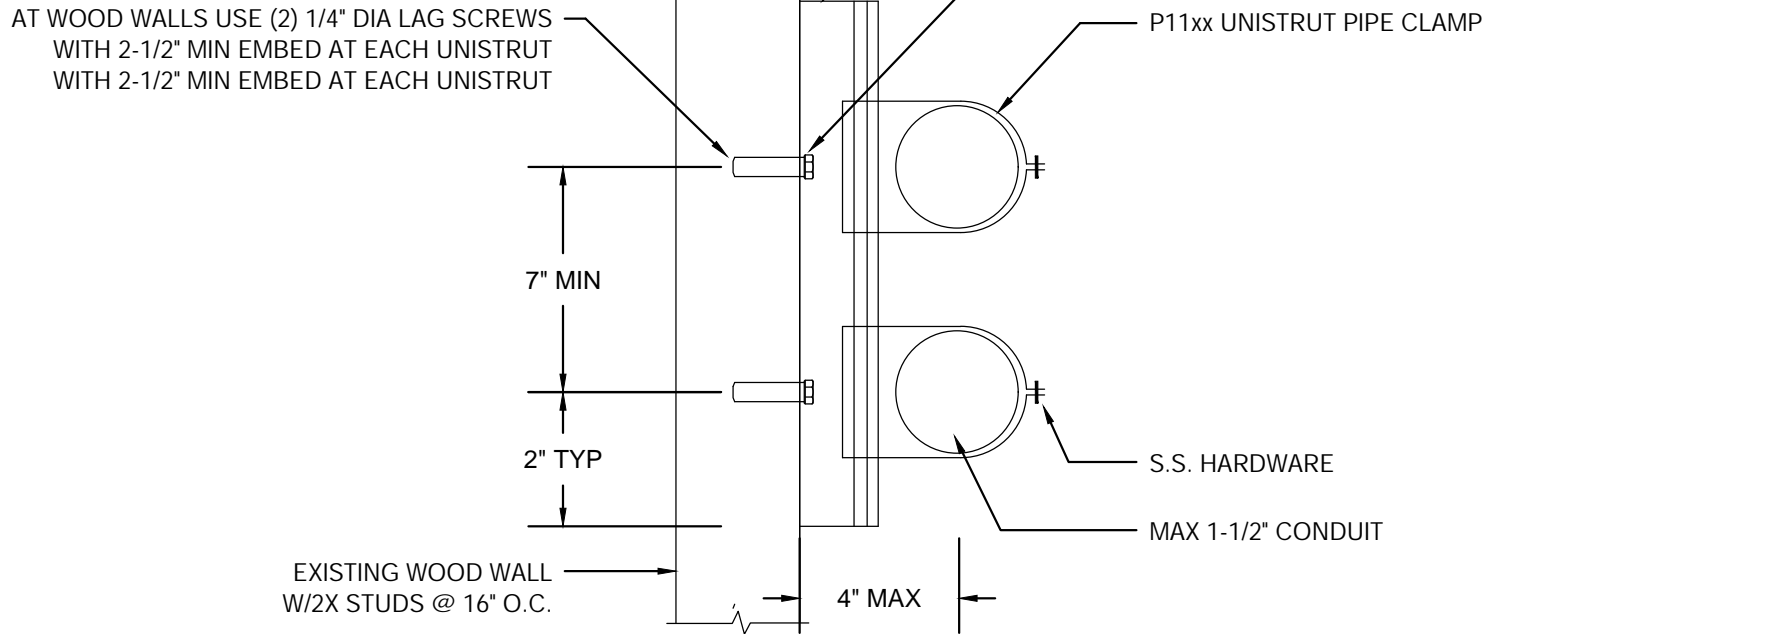 AT WOOD WALLS USE (2) 1/4" DIA LAG SCREWS
WITH 2-1/2" MIN EMBED AT EACH UNISTRUT
WITH 2-1/2" MIN EMBED AT EACH UNISTRUT
P11xx UNISTRUT PIPE CLAMP
7" MIN
2" TYP
S.S. HARDWARE
MAX 1-1/2" CONDUIT
EXISTING WOOD WALL
W/2X STUDS @ 16" O.C.
4" MAX